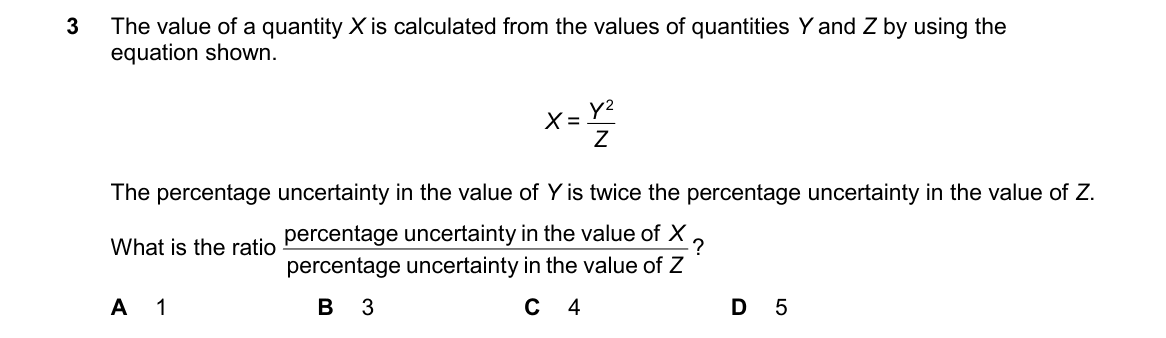 3 The value of a quantity X is calculated from the values of quantities Y and Z by using the
equation shown.
X = Y²
Z
The percentage uncertainty in the value of Y is twice the percentage uncertainty in the value of Z.
What is the ratio percentage uncertainty in the value of X
percentage uncertainty in the value of Z ?
A 1 B 3 C 4 D 5